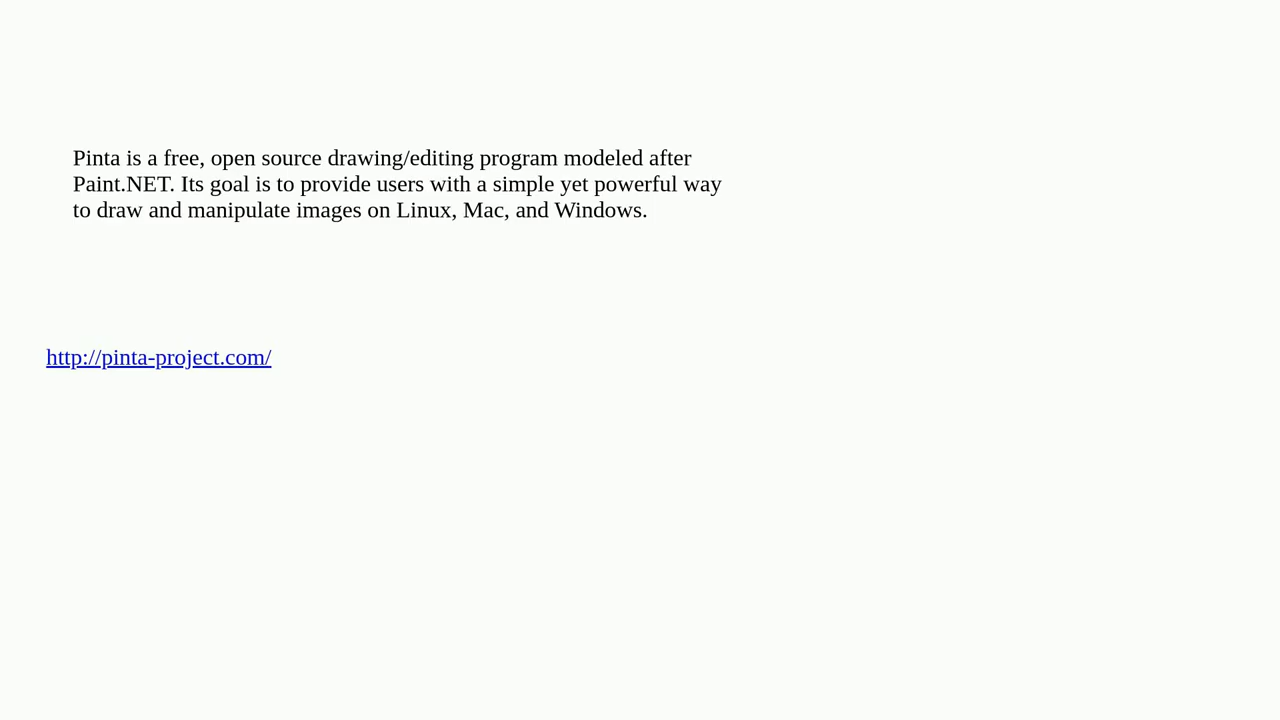 Pinta is a free, open source drawing/editing program modeled after
Paint.NET. Its goal is to provide users with a simple yet powerful way
to draw and manipulate images on Linux, Mac, and Windows.
http://pinta-project.com/